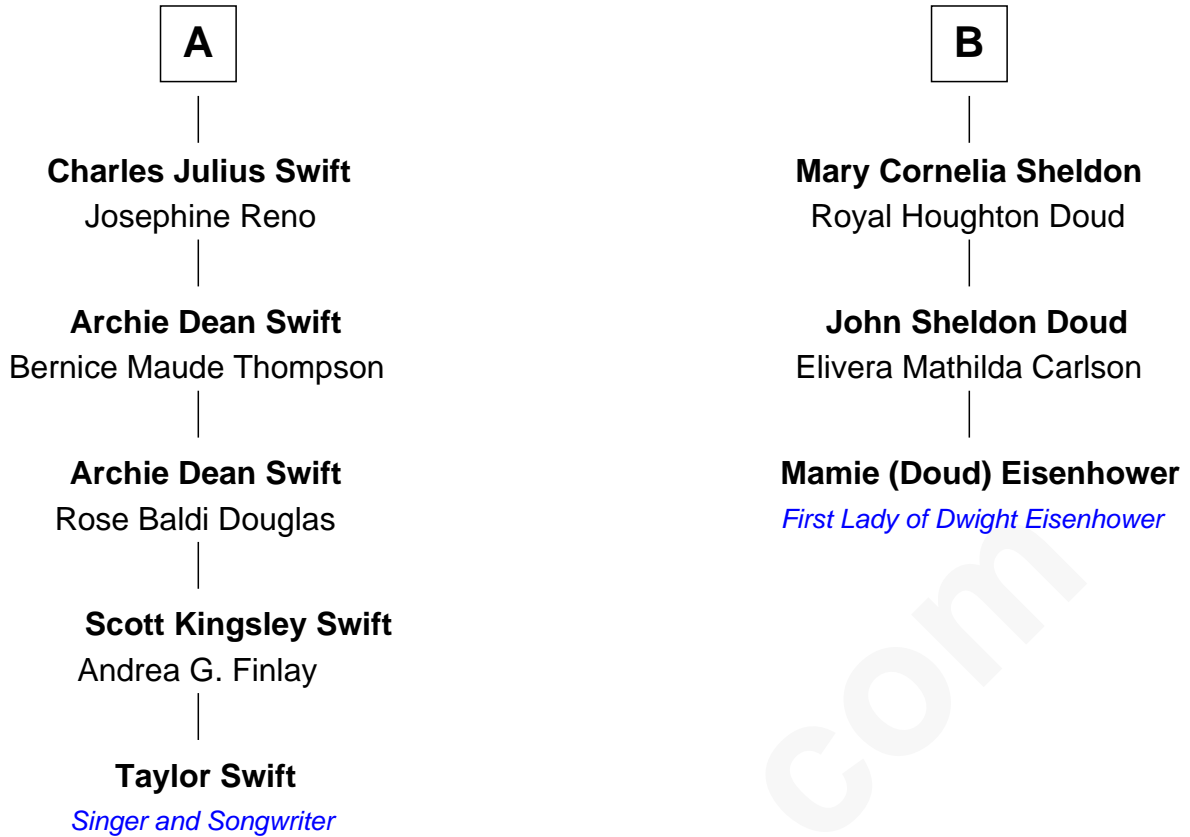 A
Charles Julius Swift
Josephine Reno
Archie Dean Swift
Bernice Maude Thompson
Archie Dean Swift
Rose Baldi Douglas
Scott Kingsley Swift
Andrea G. Finlay
Taylor Swift
Singer and Songwriter
B
Mary Cornelia Sheldon
Royal Houghton Doud
John Sheldon Doud
Elivera Mathilda Carlson
Mamie (Doud) Eisenhower
First Lady of Dwight Eisenhower
com